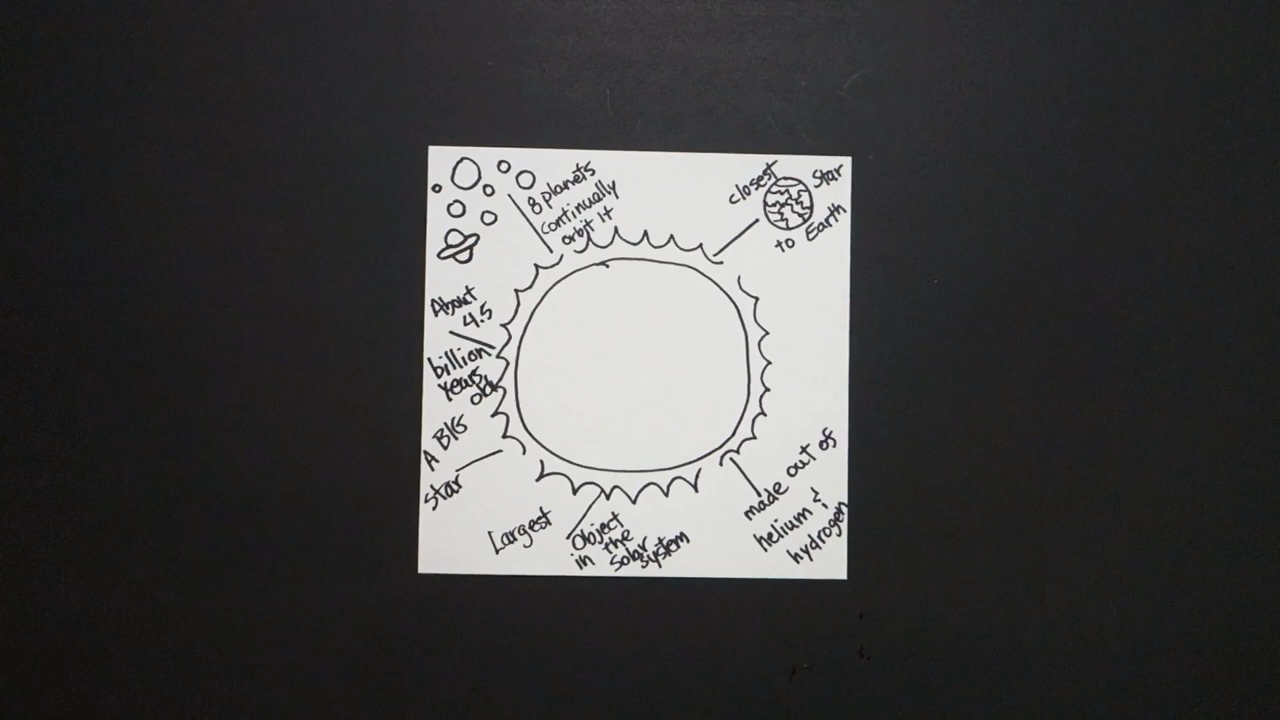 8 planets
continually
orbit it
closest Star
to Earth
About
4.5
billion
years
old
A BIG
Star
Largest
Object
in the
solar
system
made out of
helium &
hydrogen